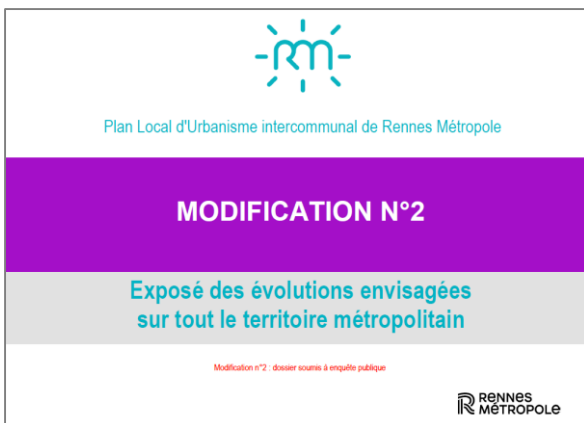 rm
Plan Local d'Urbanisme intercommunal de Rennes Métropole
MODIFICATION N°2
Exposé des évolutions envisagées
sur tout le territoire métropolitain
Modification n°2 : dossier soumis à enquête publique
RENNES
MÉTROPOLE